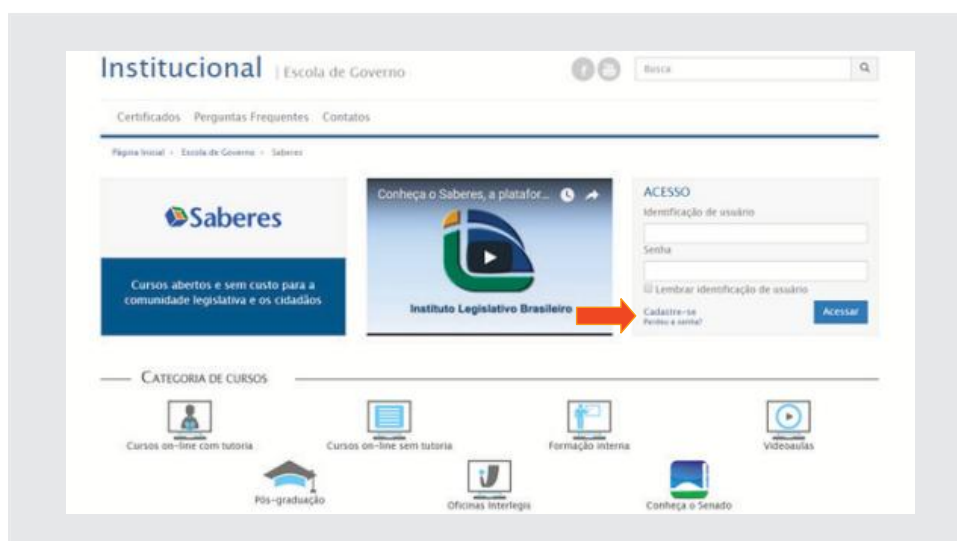 Institucional | Escola de Governo
Busca
Certificados Perguntas Frequentes Contatos
Página Inicial > Escola de Governo > Saberes
Saberes
Cursos abertos e sem custo para a
comunidade legislativa e os cidadãos
Conheça o Saberes, a platafor...
Instituto Legislativo Brasileiro
ACESSO
Identificação de usuário
Senha
Lembrar identificação de usuário
Cadastre-se
Perdeu a senha?
Acessar
CATEGORIA DE CURSOS
Cursos on-line com tutoria
Cursos on-line sem tutoria
Formação interna
Videoaulas
Pós-graduação
Oficinas Interlegis
Conheça o Senado